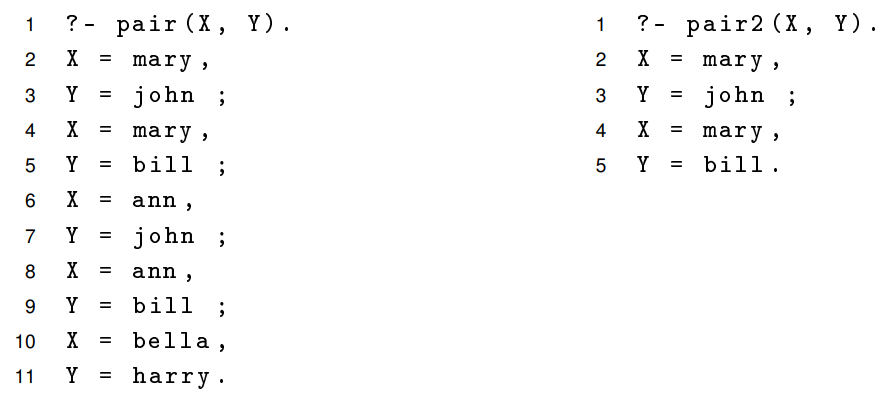 1 ?- pair(X, Y).
2 X = mary,
3 Y = john ;
4 X = mary,
5 Y = bill ;
6 X = ann,
7 Y = john ;
8 X = ann,
9 Y = bill ;
10 X = bella,
11 Y = harry.
1 ?- pair2(X, Y).
2 X = mary,
3 Y = john ;
4 X = mary,
5 Y = bill.